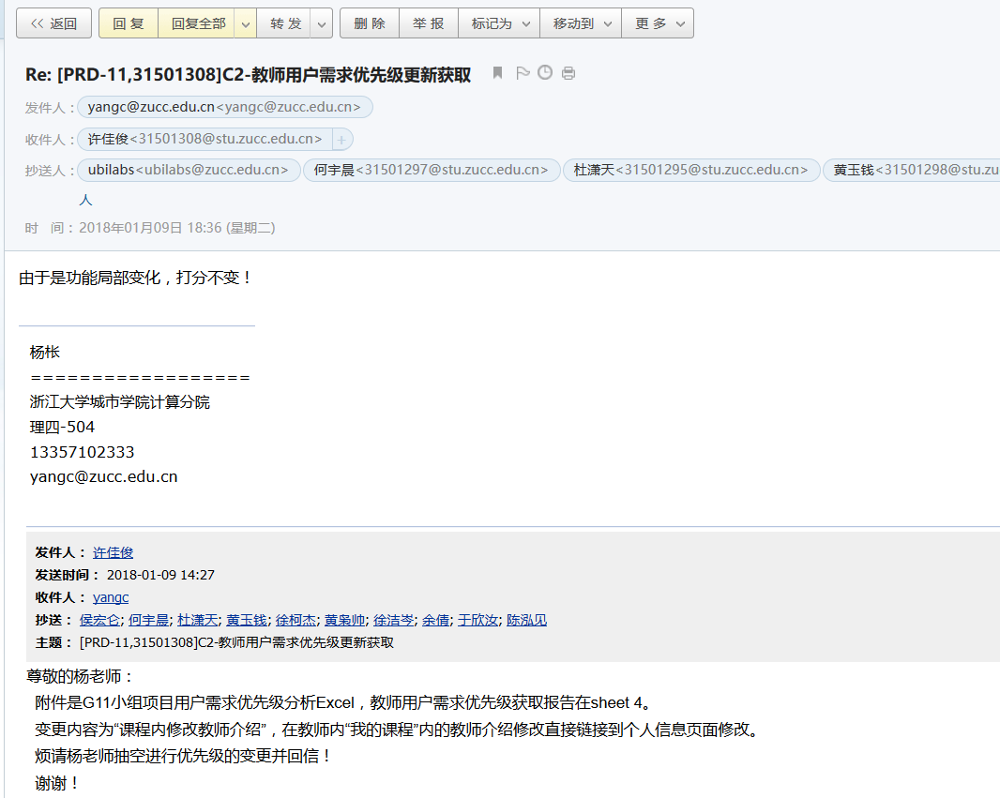 << 返回 回 复 回复全部 转 发 删 除 举 报 标记为 移动到 更 多
Re: [PRD-11,31501308]C2-教师用户需求优先级更新获取
发件人： yangc@zucc.edu.cn<yangc@zucc.edu.cn>
收件人： 许佳俊<31501308@stu.zucc.edu.cn> +
抄送人： ubilabs<ubilabs@zucc.edu.cn> 何宇晨<31501297@stu.zucc.edu.cn> 杜潇天<31501295@stu.zucc.edu.cn> 黄玉钱<31501298@stu.zu
人
时 间： 2018年01月09日 18:36 (星期二)
由于是功能局部变化，打分不变！
杨枨
==================
浙江大学城市学院计算分院
理四-504
13357102333
yangc@zucc.edu.cn
发件人： 许佳俊
发送时间： 2018-01-09 14:27
收件人： yangc
抄送： 侯宏仑; 何宇晨; 杜潇天; 黄玉钱; 徐柯杰; 黄枭帅; 徐洁岑; 余倩; 于欣汝; 陈泓见
主题： [PRD-11,31501308]C2-教师用户需求优先级更新获取
尊敬的杨老师：
附件是G11小组项目用户需求优先级分析Excel，教师用户需求优先级获取报告在sheet 4。
变更内容为“课程内修改教师介绍”，在教师内“我的课程”内的教师介绍修改直接链接到个人信息页面修改。
烦请杨老师抽空进行优先级的变更并回信！
谢谢！